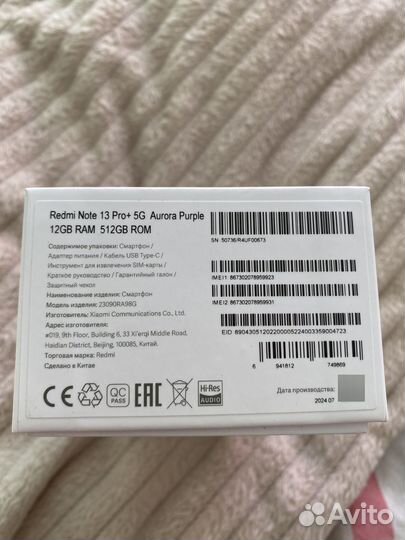 Redmi Note 13 Pro+ 5G Aurora Purple
12GB RAM 512GB ROM
Содержимое упаковки: Смартфон /
Адаптер питания / Кабель USB Type-C /
Инструмент для извлечения SIM-карты /
Краткое руководство / Гарантийный талон /
Защитный чехол
Наименование изделия: Смартфон
Модель изделия: 23090RA98G
Изготовитель: Xiaomi Communications Co., Ltd.
Адрес изготовителя:
#019, 9th Floor, Building 6, 33 Xi'erqi Middle Road,
Haidian District, Beijing, 100085, Китай.
Торговая марка: Redmi
Сделано в Китае
SN: 50736/R4UF00673
IMEI1: 867302078959923
IMEI2: 867302078959931
EID: 89043051202200005224003359004723
6 941812 749869
CE
QC
PASS
EAC
Hi-Res
AUDIO
Дата производства:
2024.07
Avito